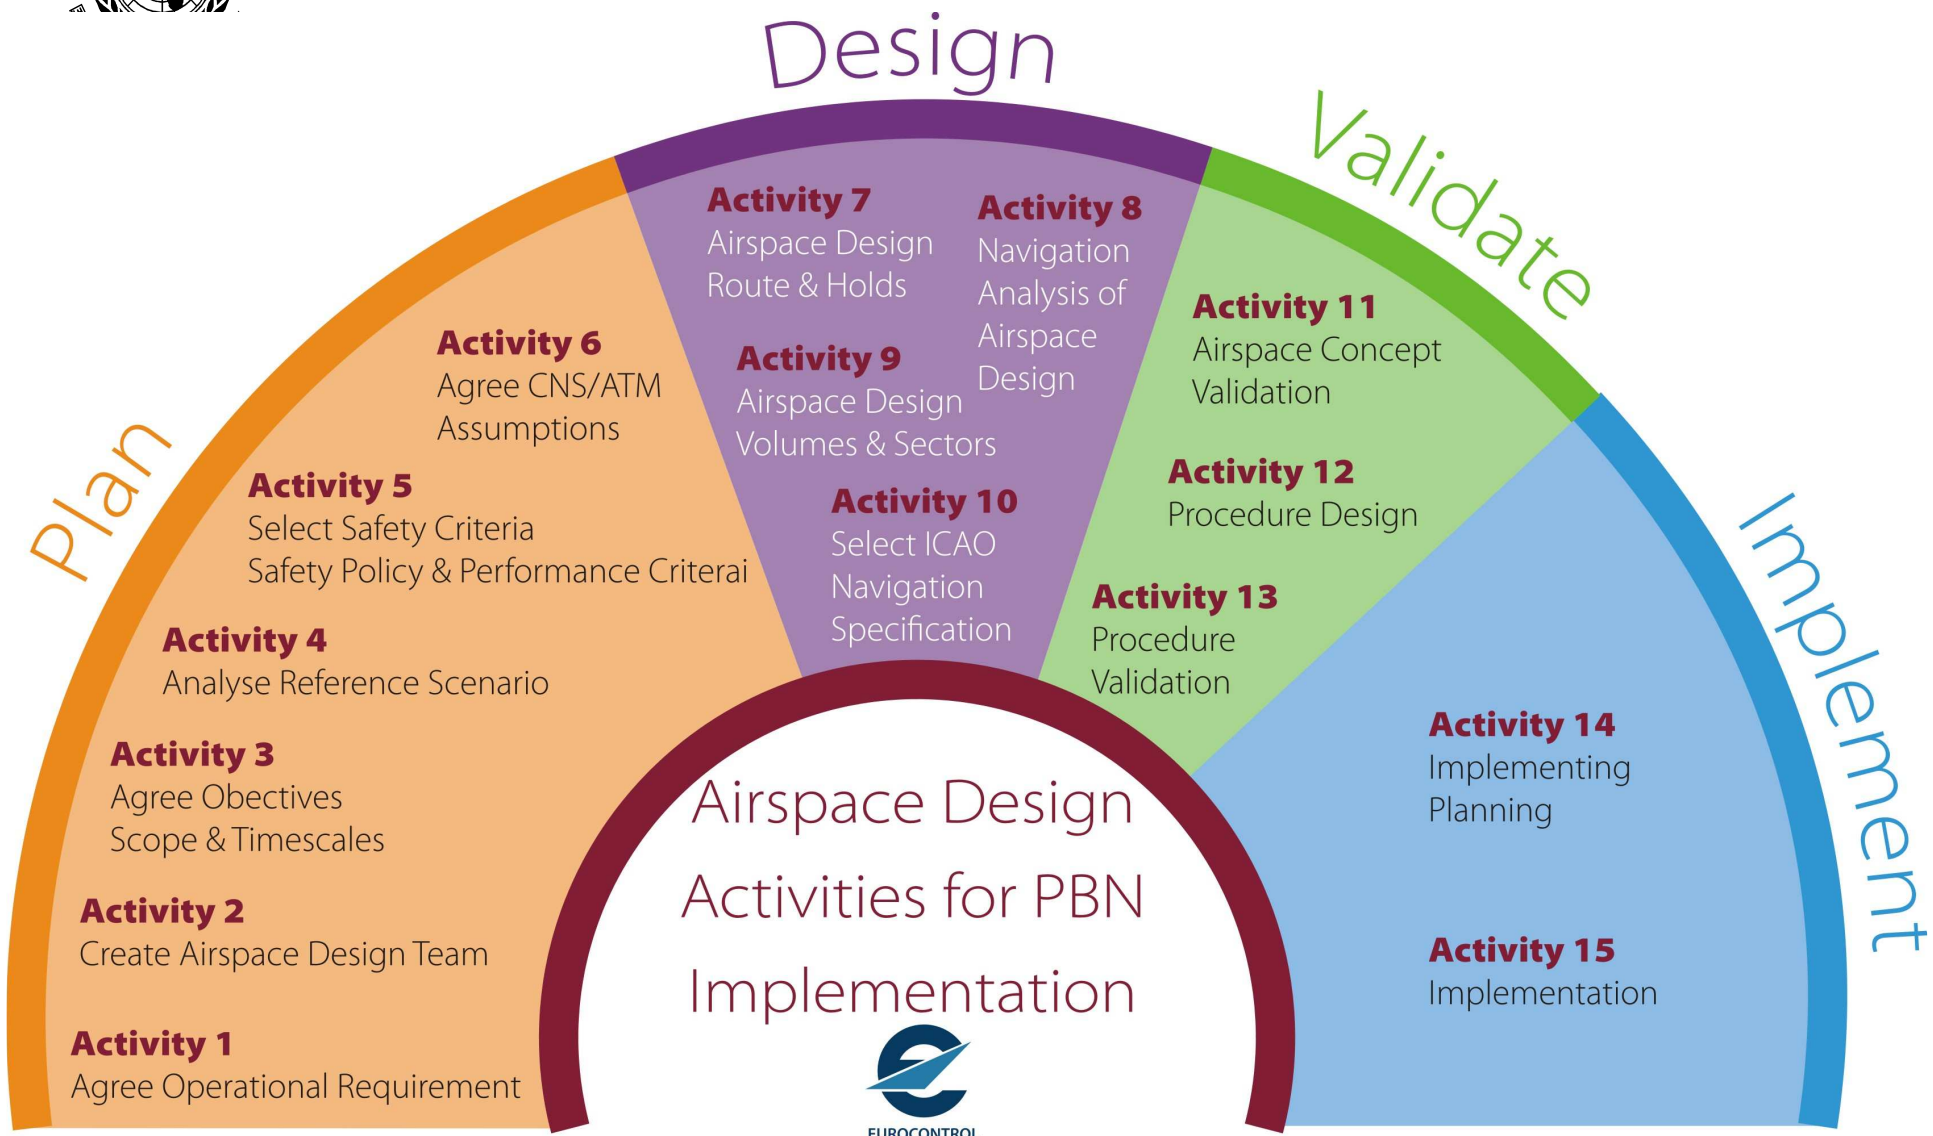 Plan
Activity 1
Agree Operational Requirement
Activity 2
Create Airspace Design Team
Activity 3
Agree Obectives
Scope & Timescales
Activity 4
Analyse Reference Scenario
Activity 5
Select Safety Criteria
Safety Policy & Performance Criterai
Activity 6
Agree CNS/ATM
Assumptions
Design
Activity 7
Airspace Design
Route & Holds
Activity 8
Navigation
Analysis of
Airspace
Design
Activity 9
Airspace Design
Volumes & Sectors
Activity 10
Select ICAO
Navigation
Specification
Validate
Activity 11
Airspace Concept
Validation
Activity 12
Procedure Design
Activity 13
Procedure
Validation
Implement
Activity 14
Implementing
Planning
Activity 15
Implementation
Airspace Design
Activities for PBN
Implementation
EUROCONTROL